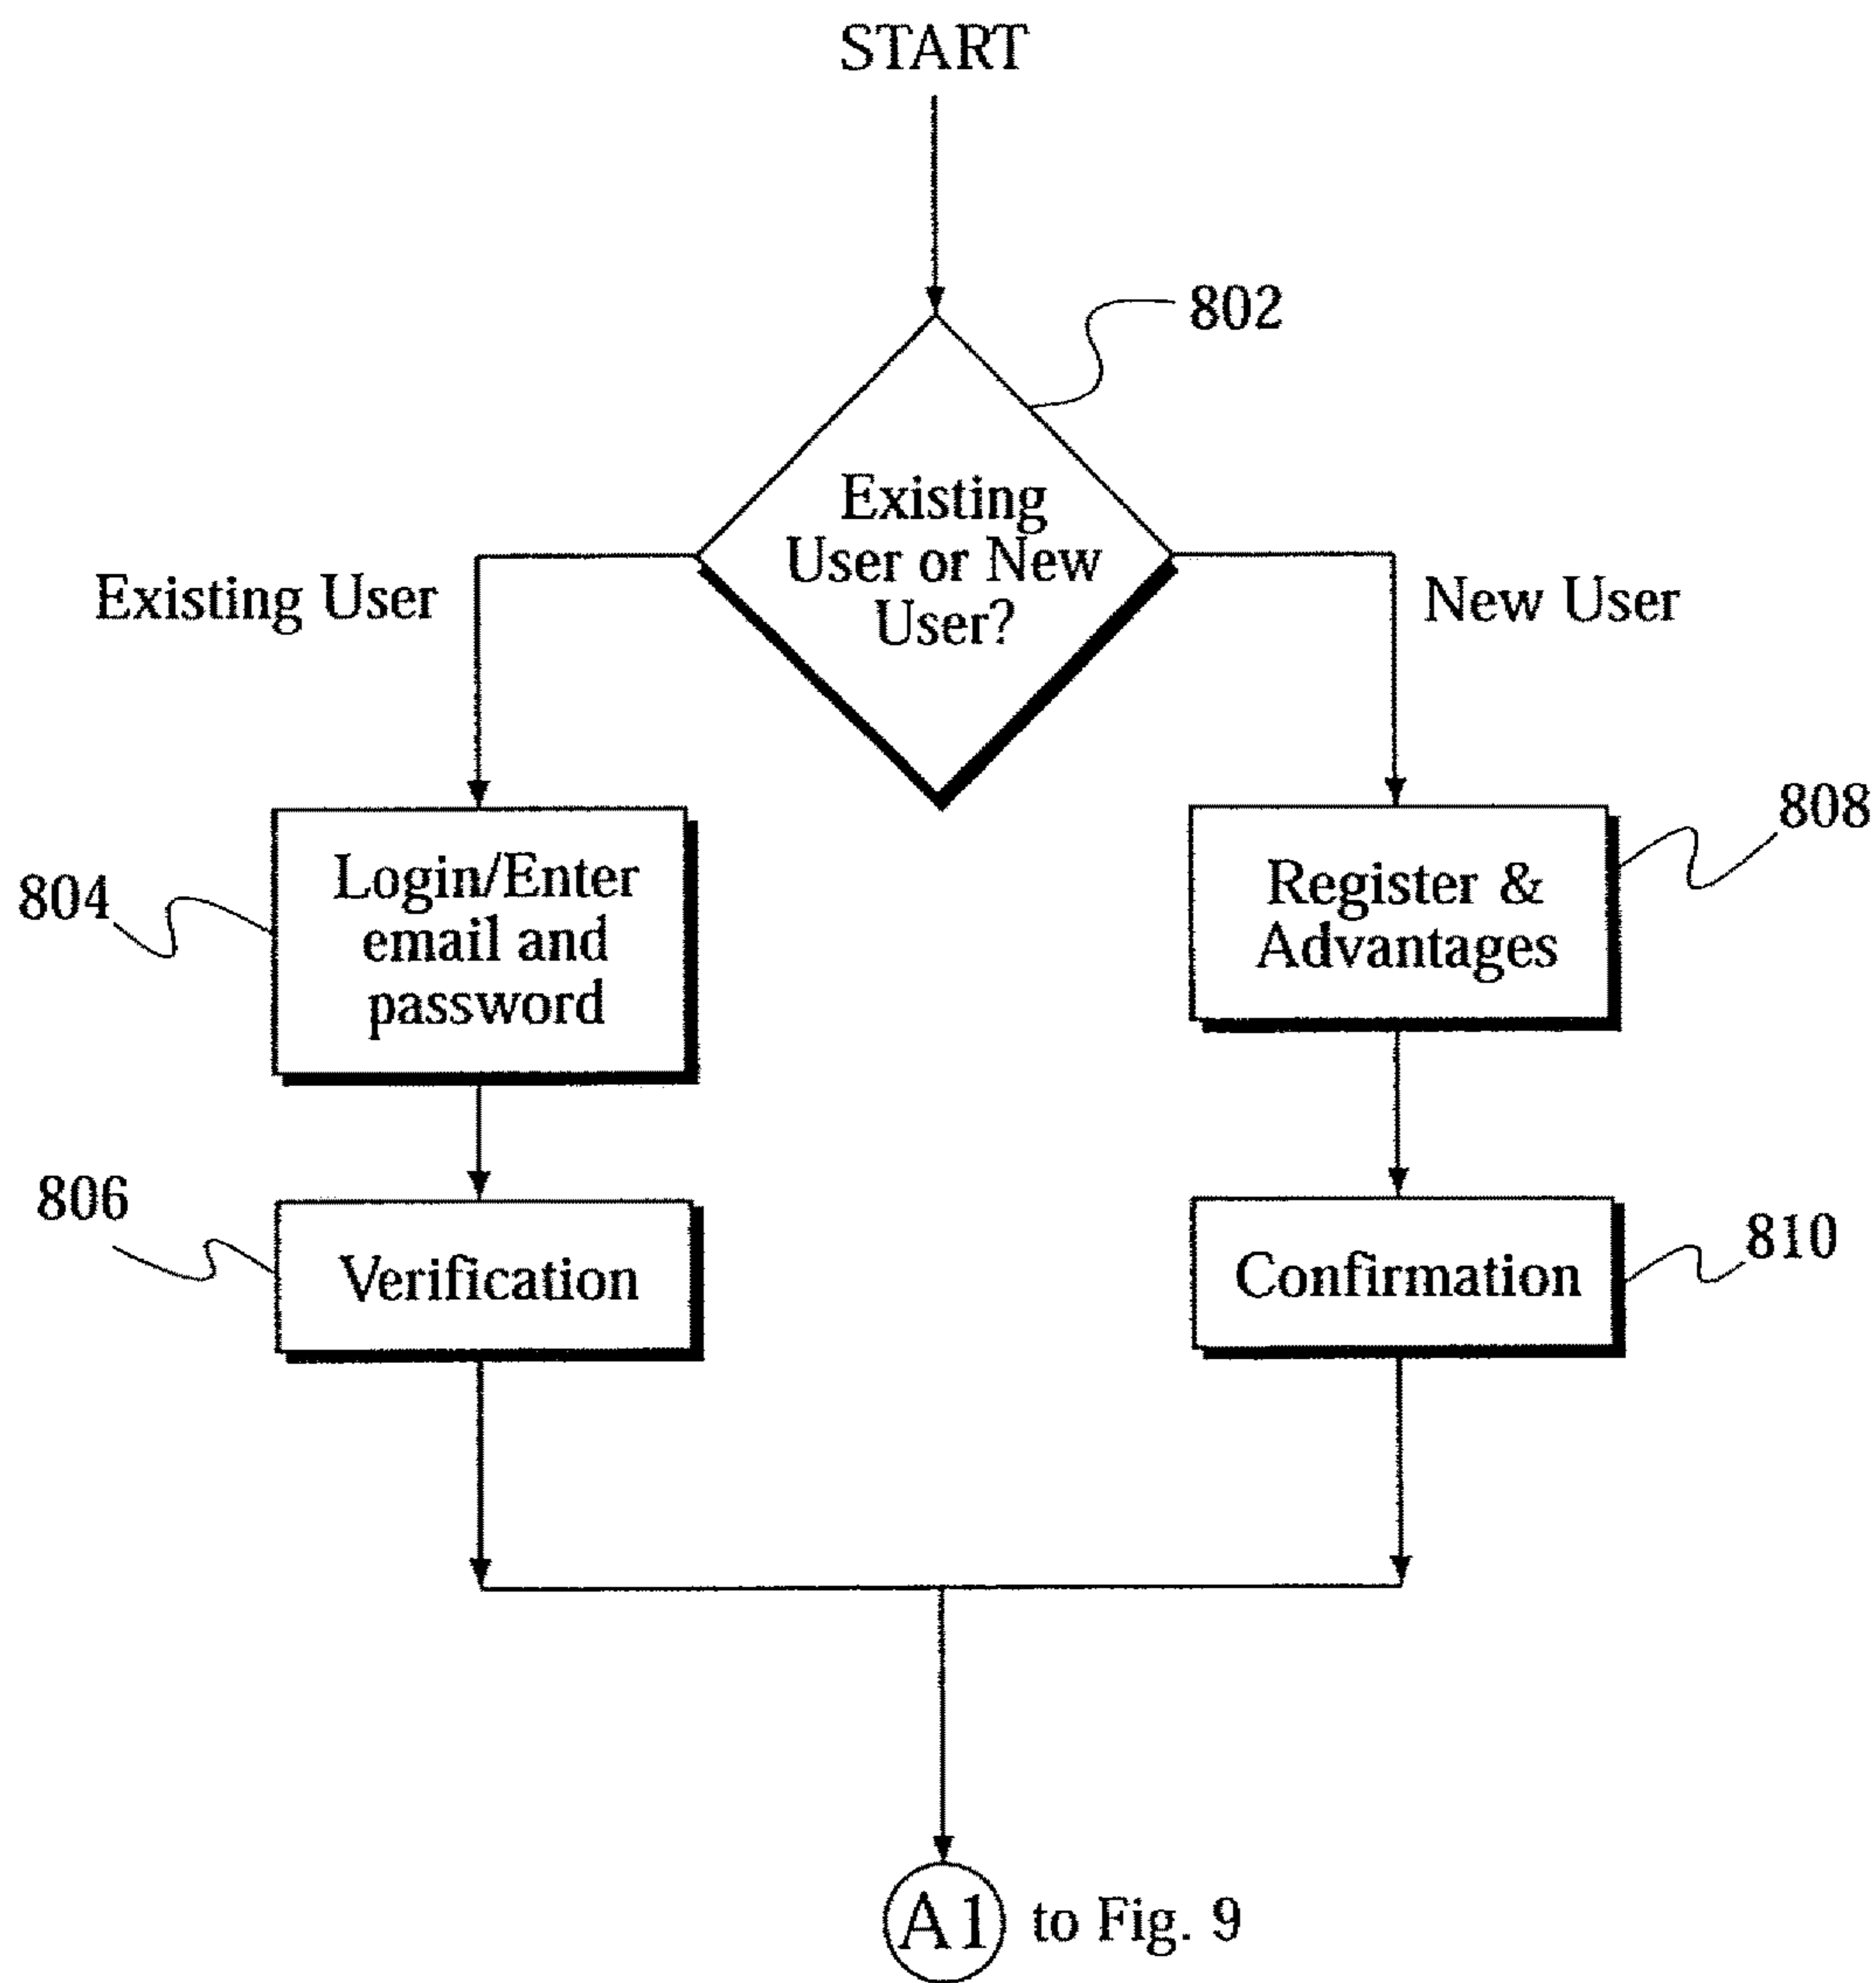 START
802
Existing
User or New
User?
Existing User
New User
804
Login/Enter
email and
password
808
Register &
Advantages
806
Verification
810
Confirmation
A1 to Fig. 9